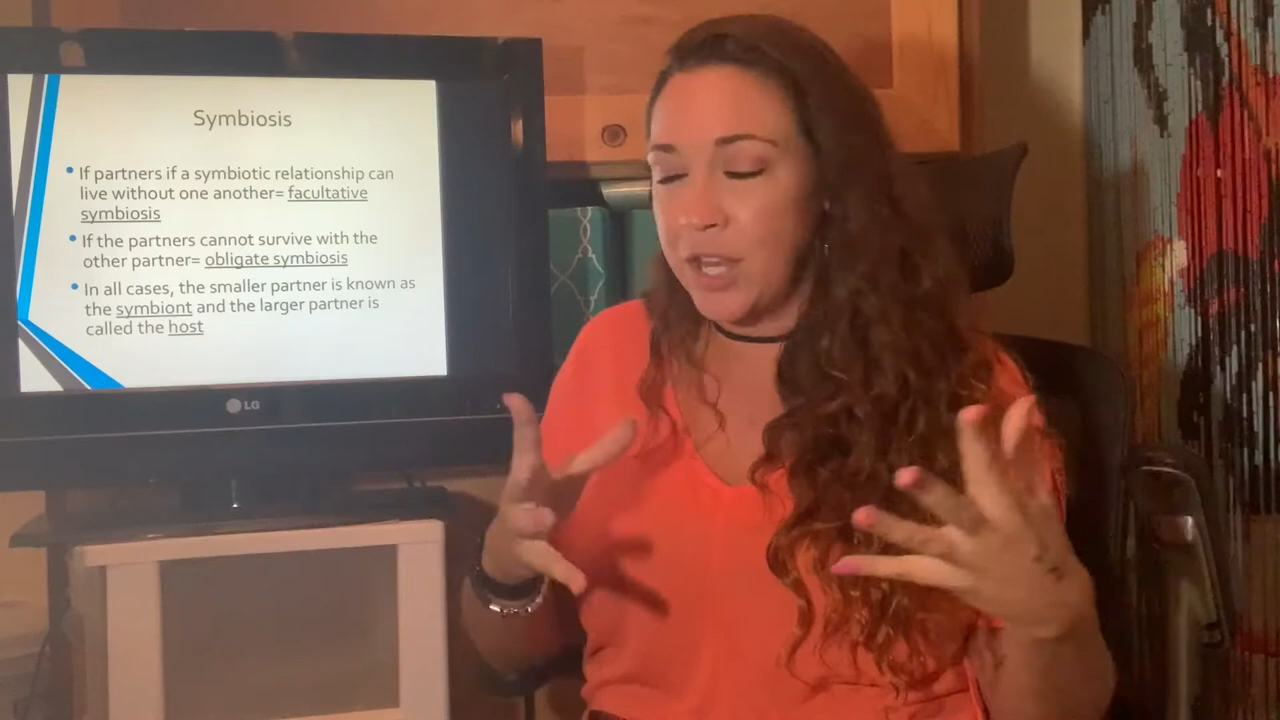 Symbiosis
• If partners if a symbiotic relationship can
live without one another= facultative
symbiosis
• If the partners cannot survive with the
other partner= obligate symbiosis
• In all cases, the smaller partner is known as
the symbiont and the larger partner is
called the host
LG